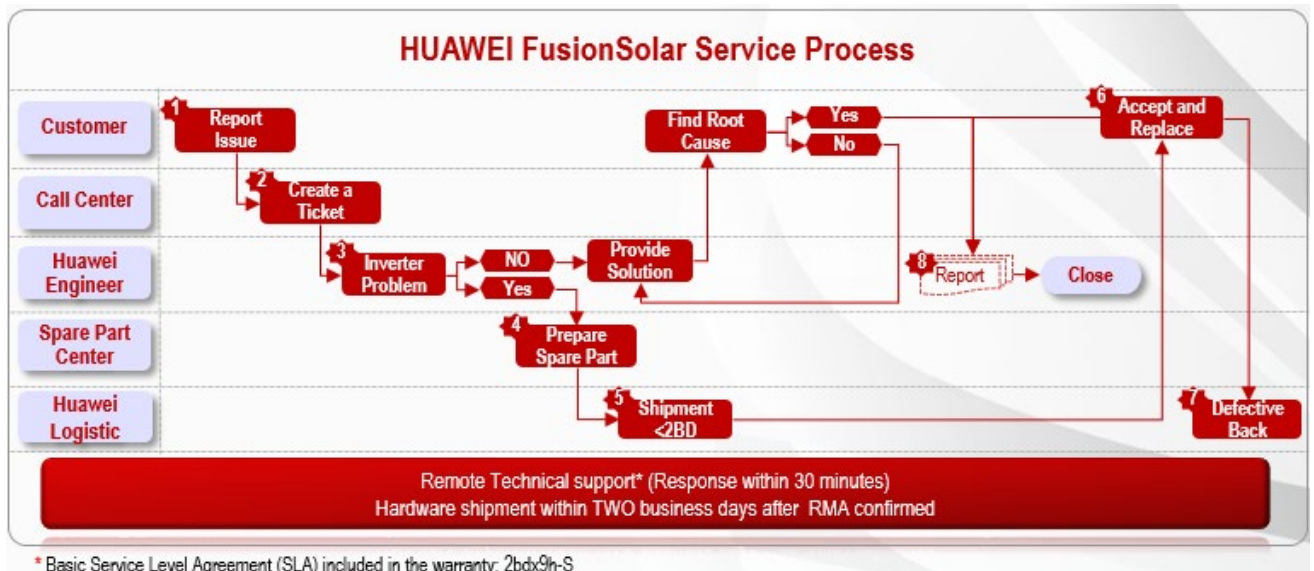 HUAWEI FusionSolar Service Process
Customer
1
Report
Issue
Find Root
Cause
Yes
No
6
Accept and
Replace
Call Center
2
Create a
Ticket
Huawei
Engineer
3
Inverter
Problem
NO
Yes
Provide
Solution
8
Report
Close
Spare Part
Center
4
Prepare
Spare Part
Huawei
Logistic
5
Shipment
<2BD
7
Defective
Back
Remote Technical support* (Response within 30 minutes)
Hardware shipment within TWO business days after RMA confirmed
* Basic Service Level Agreement (SLA) included in the warranty: 2bdx9h-S